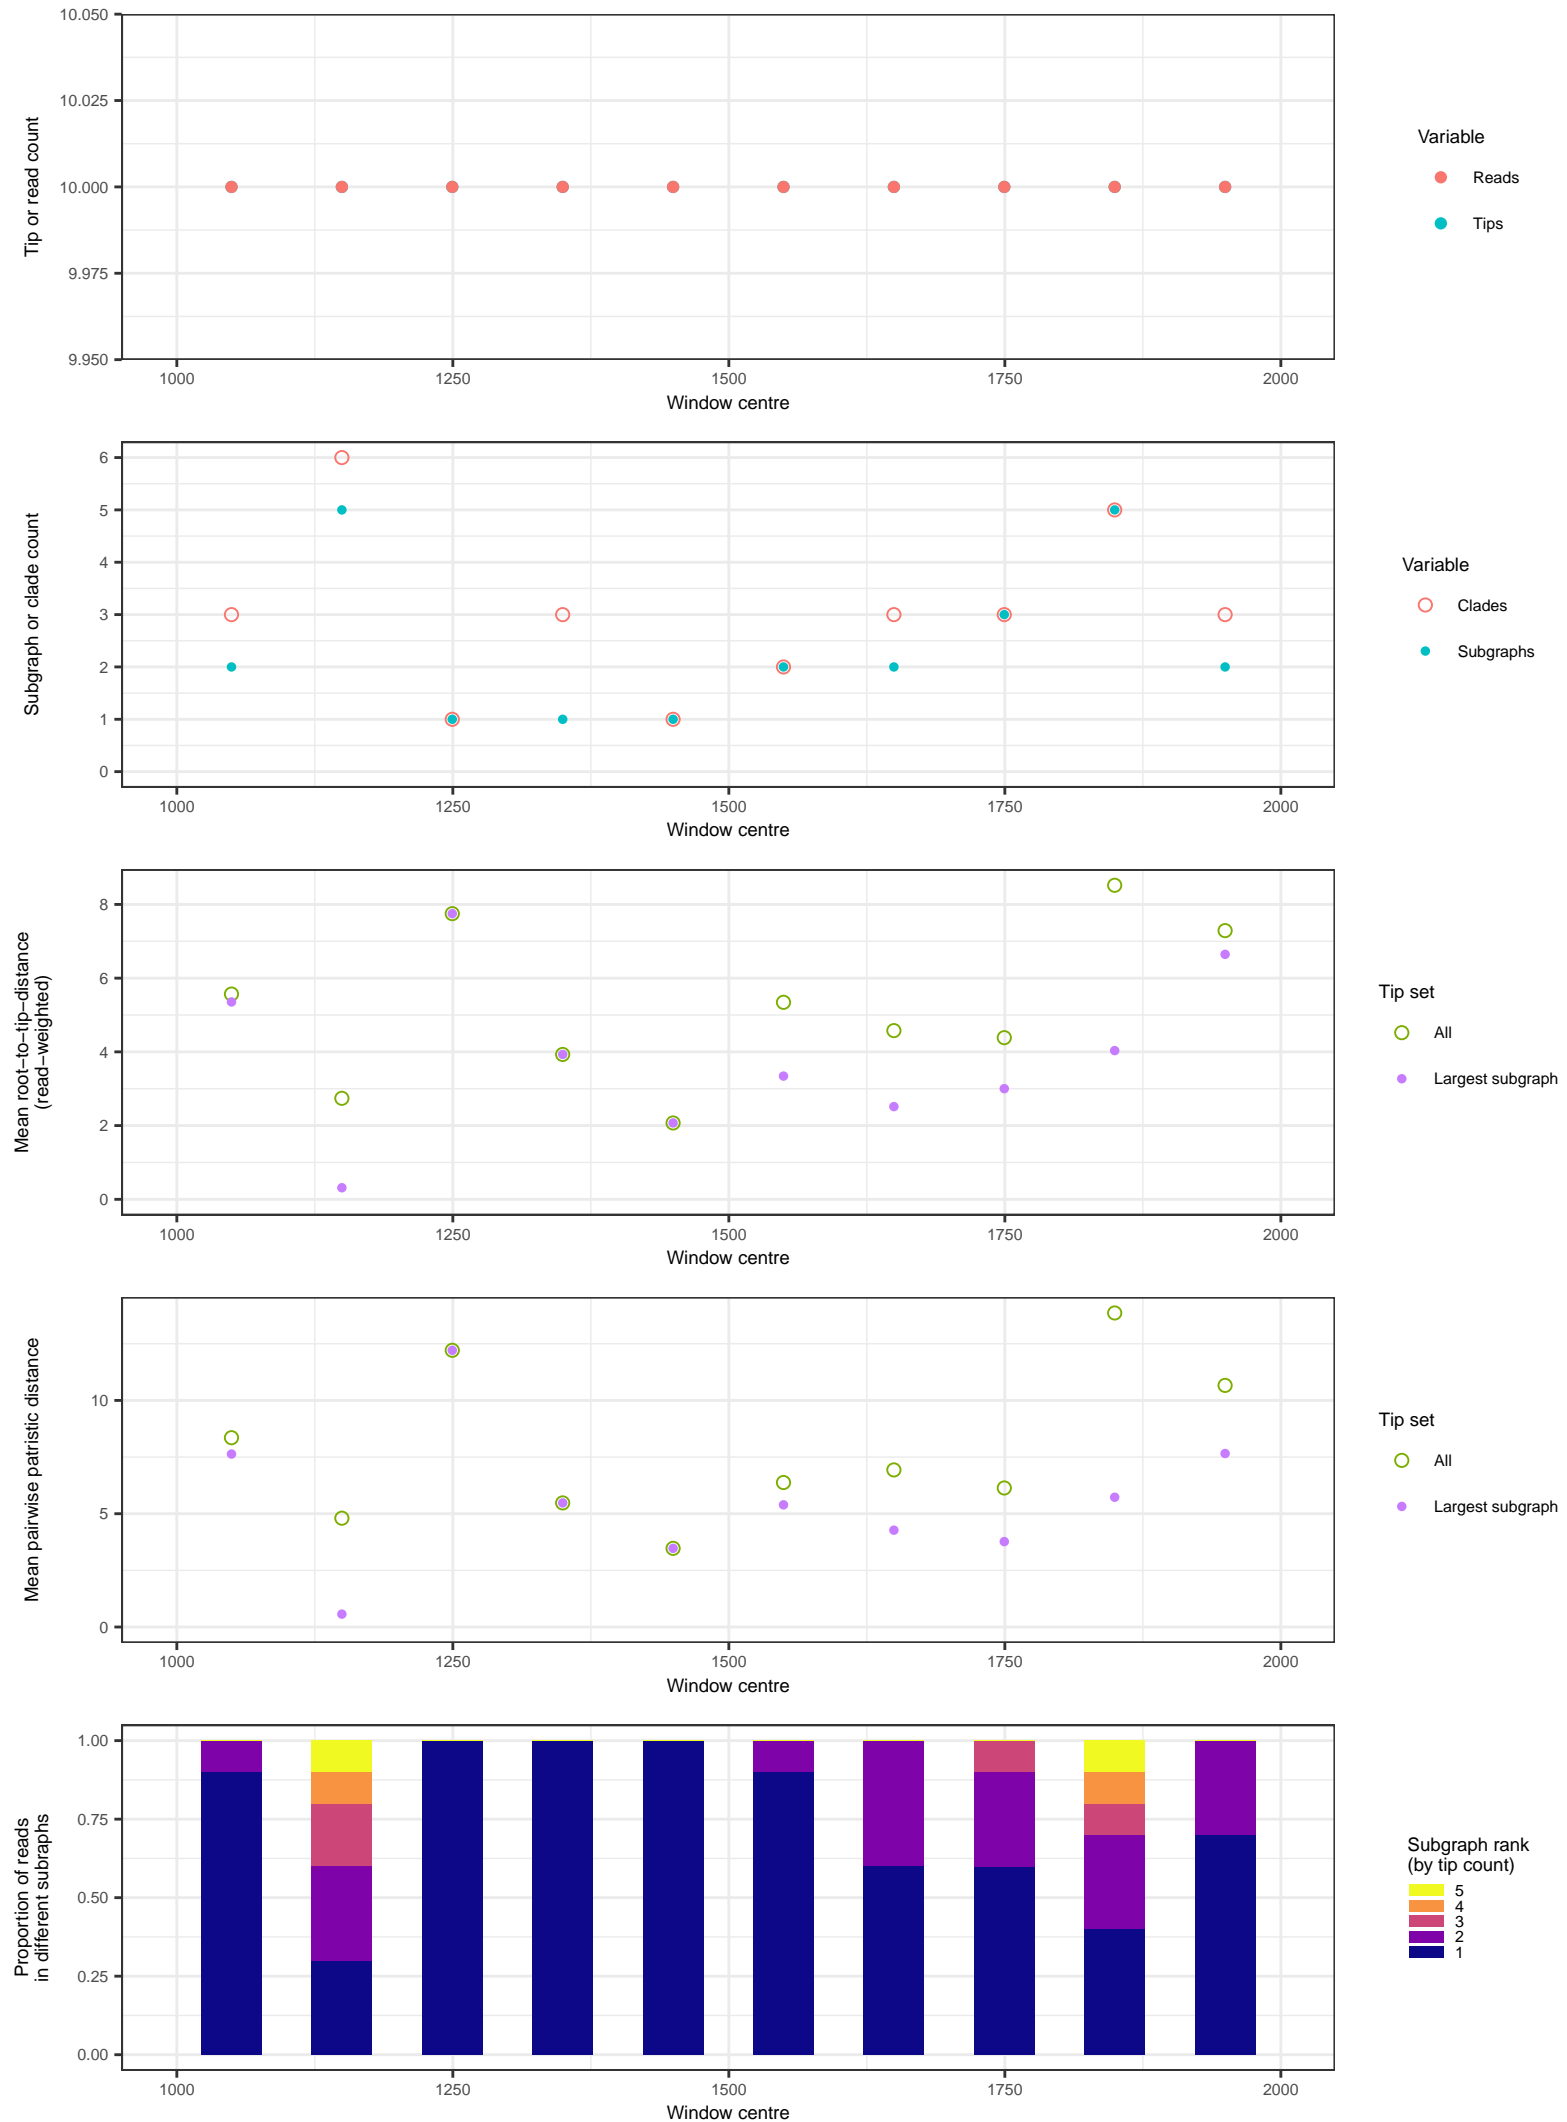 10.050
10.025
10.000
9.975
9.950
Tip or read count
1000 1250 1500 1750 2000
Window centre
Variable
Reads
Tips
6
5
4
3
2
1
0
Subgraph or clade count
1000 1250 1500 1750 2000
Window centre
Variable
Clades
Subgraphs
8
6
4
2
0
Mean root−to−tip−distance
(read−weighted)
1000 1250 1500 1750 2000
Window centre
Tip set
All
Largest subgraph
10
5
0
Mean pairwise patristic distance
1000 1250 1500 1750 2000
Window centre
Tip set
All
Largest subgraph
1.00
0.75
0.50
0.25
0.00
Proportion of reads
in different subraphs
1000 1250 1500 1750 2000
Window centre
Subgraph rank
(by tip count)
5
4
3
2
1